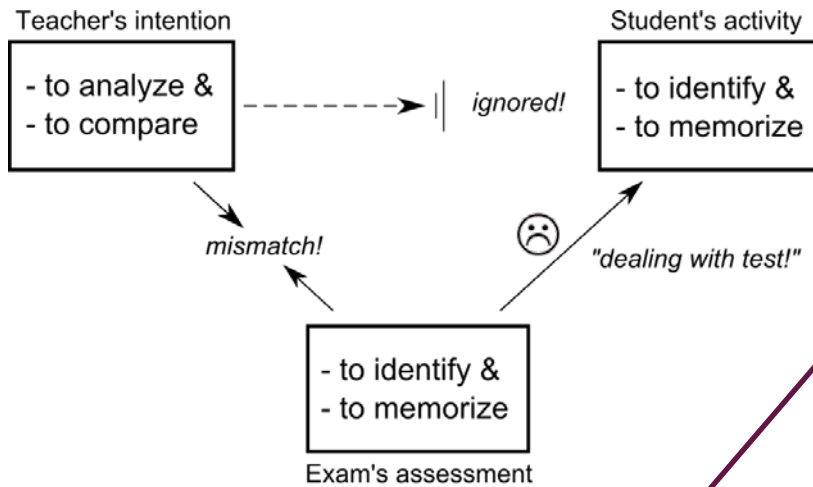 Teacher's intention
Student's activity
- to analyze &
- to compare
ignored!
- to identify &
- to memorize
mismatch!
"dealing with test!"
- to identify &
- to memorize
Exam's assessment